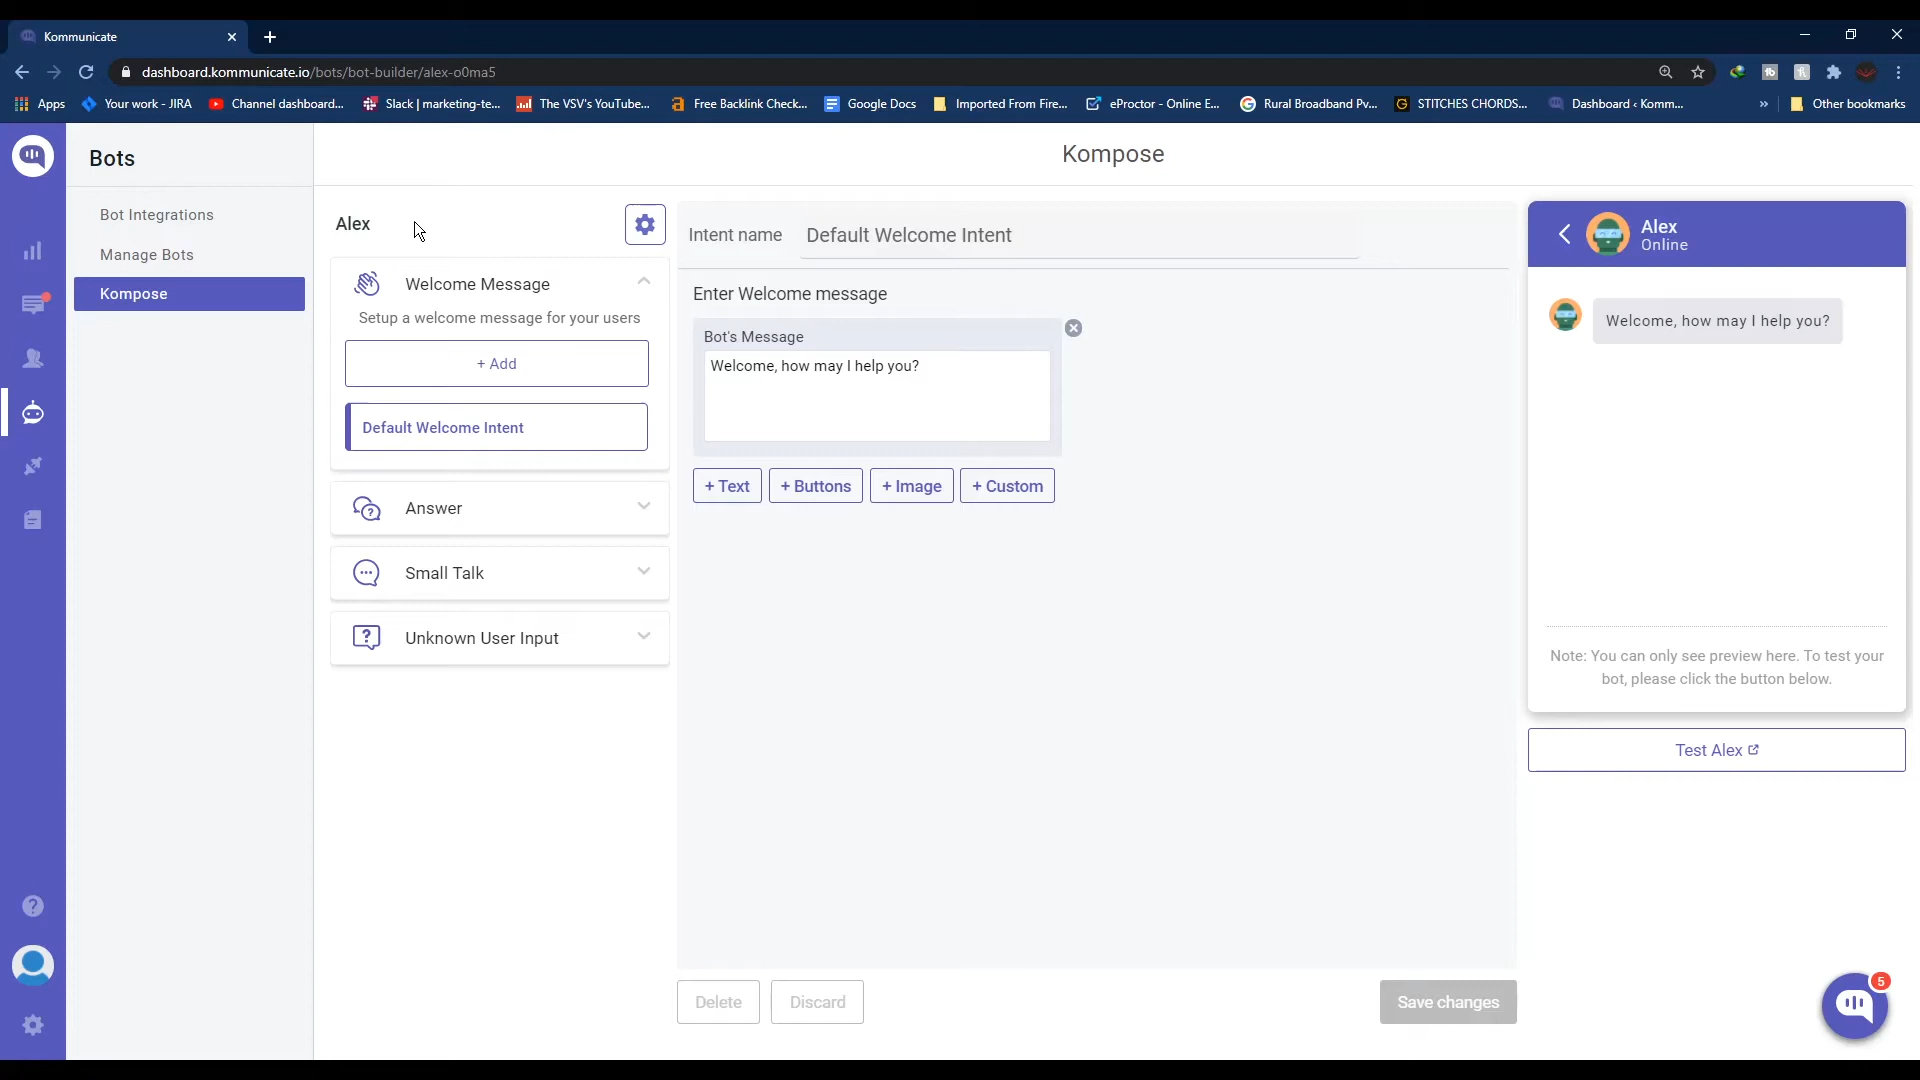 Kommunicate
dashboard.kommunicate.io/bots/bot-builder/alex-o0ma5
Apps
Your work - JIRA
Channel dashboard...
Slack | marketing-te...
The VSV's YouTube...
Free Backlink Check...
Google Docs
Imported From Fire...
eProctor - Online E...
Rural Broadband Pv...
STITCHES CHORDS...
Dashboard ‹ Komm...
»
Other bookmarks
Bots
Kompose
Bot Integrations
Manage Bots
Kompose
Alex
Welcome Message
Setup a welcome message for your users
+ Add
Default Welcome Intent
Answer
Small Talk
Unknown User Input
Intent name
Default Welcome Intent
Enter Welcome message
Bot's Message
Welcome, how may I help you?
+ Text
+ Buttons
+ Image
+ Custom
Delete
Discard
Save changes
Alex
Online
Welcome, how may I help you?
Note: You can only see preview here. To test your
bot, please click the button below.
Test Alex
5